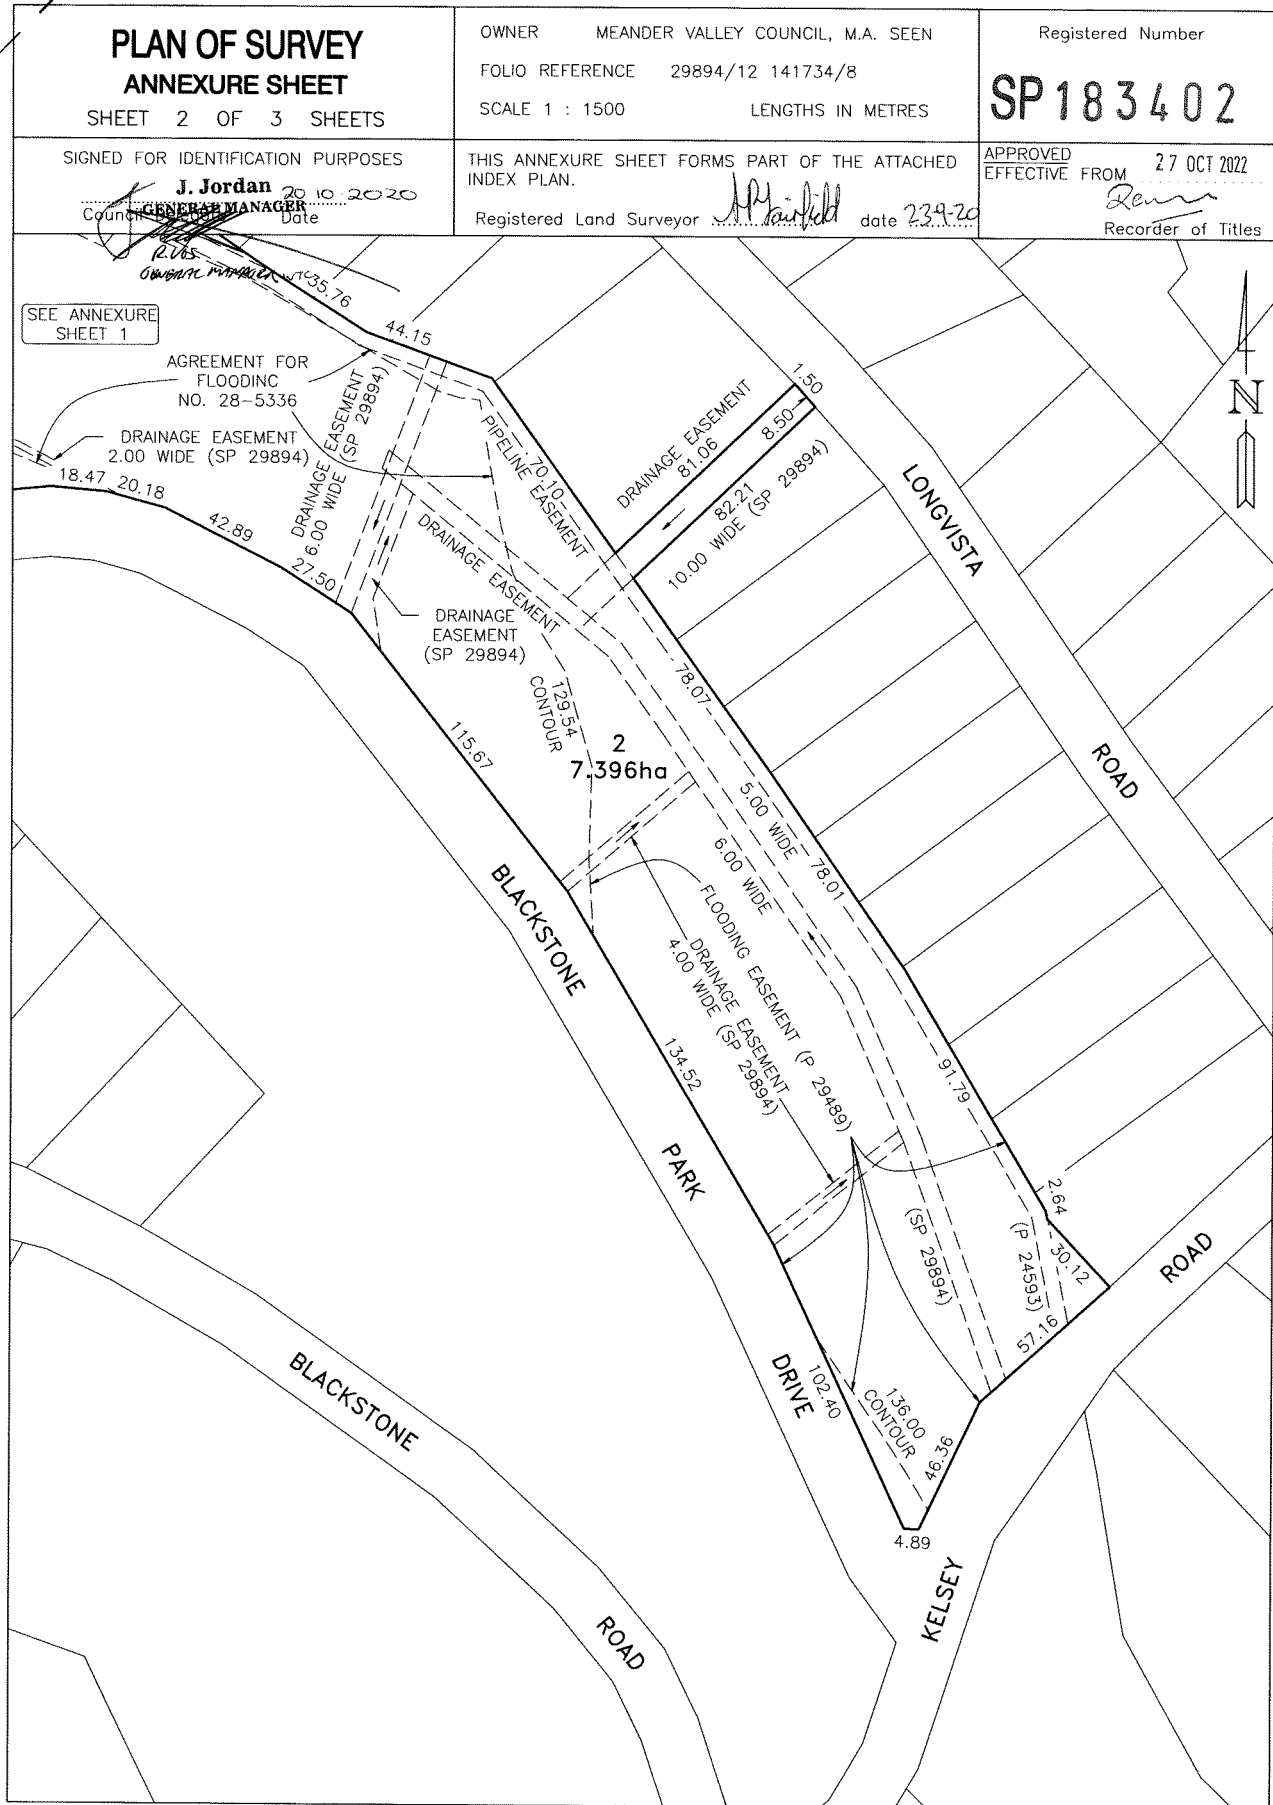 PLAN OF SURVEY
ANNEXURE SHEET
SHEET 2 OF 3 SHEETS
OWNER MEANDER VALLEY COUNCIL, M.A. SEEN
FOLIO REFERENCE 29894/12 141734/8
SCALE 1 : 1500 LENGTHS IN METRES
Registered Number
SP183402
SIGNED FOR IDENTIFICATION PURPOSES
J. Jordan 20 10 2020
GENERAL MANAGER
Council Date
GENERAL MANAGER
THIS ANNEXURE SHEET FORMS PART OF THE ATTACHED
INDEX PLAN.
Registered Land Surveyor date 23-9-20
APPROVED
EFFECTIVE FROM 27 OCT 2022
Recorder of Titles
SEE ANNEXURE
SHEET 1
35.76
44.15
AGREEMENT FOR
FLOODINC
NO. 28-5336
DRAINAGE EASEMENT
2.00 WIDE (SP 29894)
18.47
20.18
42.89
27.50
DRAINAGE EASEMENT
6.00 WIDE (SP 29894)
PIPELINE EASEMENT
70.10
DRAINAGE EASEMENT
81.06
1.50
8.50
82.21
10.00 WIDE (SP 29894)
N
LONGVISTA
ROAD
DRAINAGE EASEMENT
DRAINAGE
EASEMENT
(SP 29894)
129.54
CONTOUR
78.07
115.67
2
7.396ha
5.00 WIDE
6.00 WIDE
78.01
BLACKSTONE
PARK
DRIVE
FLOODING EASEMENT (P 29489)
DRAINAGE EASEMENT
4.00 WIDE (SP 29894)
134.52
91.79
2.64
30.12
(P 24593)
(SP 29894)
57.16
ROAD
102.40
136.00
CONTOUR
46.36
4.89
KELSEY
BLACKSTONE
ROAD